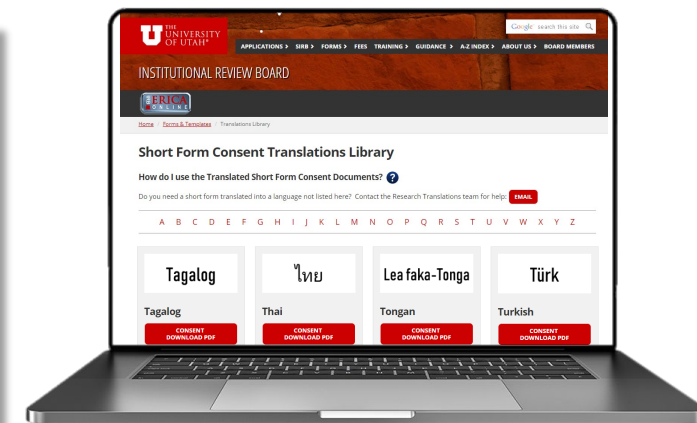 THE
UNIVERSITY
OF UTAH®
Google search this site
APPLICATIONS > SIRB > FORMS > FEES TRAINING > GUIDANCE > A-Z INDEX > ABOUT US > BOARD MEMBERS
INSTITUTIONAL REVIEW BOARD
ERICA
ONLINE
Home / Forms & Templates / Translations Library
Short Form Consent Translations Library
How do I use the Translated Short Form Consent Documents? ?
Do you need a short form translated into a language not listed here? Contact the Research Translations team for help: EMAIL
A B C D E F G H I J K L M N O P Q R S T U V W X Y Z
Tagalog ไทย Lea faka-Tonga Türk
Tagalog Thai Tongan Turkish
CONSENT CONSENT CONSENT CONSENT
DOWNLOAD PDF DOWNLOAD PDF DOWNLOAD PDF DOWNLOAD PDF